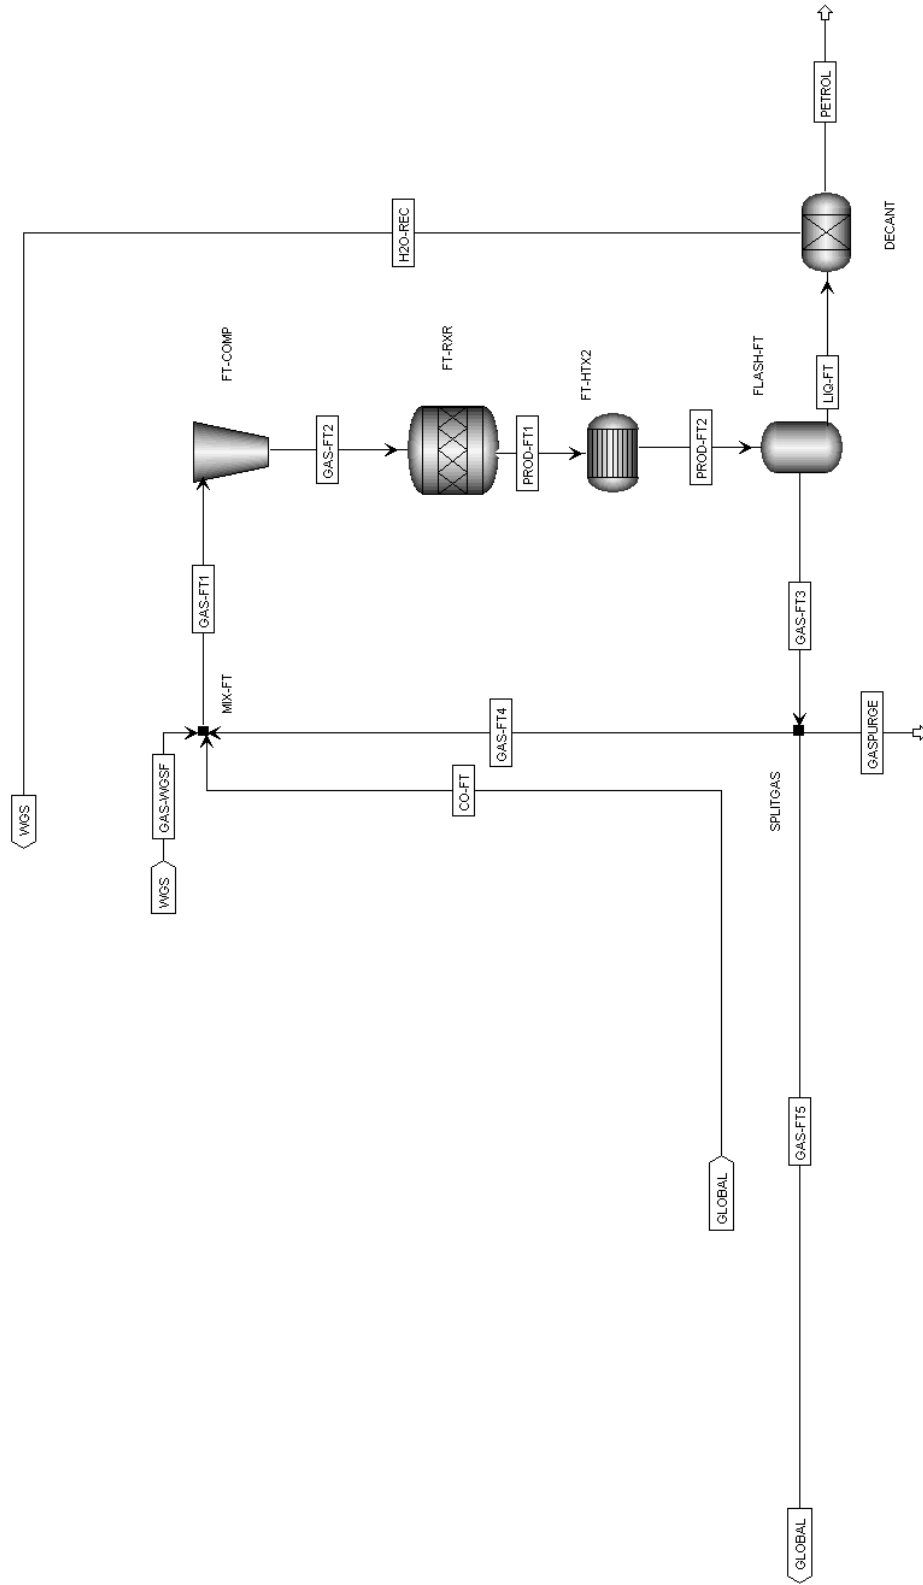 WGS
WGS
GAS-WGSF
GAS-FT1
MIX-FT
FT-COMP
GAS-FT2
H2O-REC
FT-RXR
CO-FT
GAS-FT4
PROD-FT1
FT-HTX2
PROD-FT2
GLOBAL
FLASH-FT
SPLITGAS
GLOBAL
GAS-FT5
GAS-FT3
LIQ-FT
PETROL
GASPURGE
DECANT